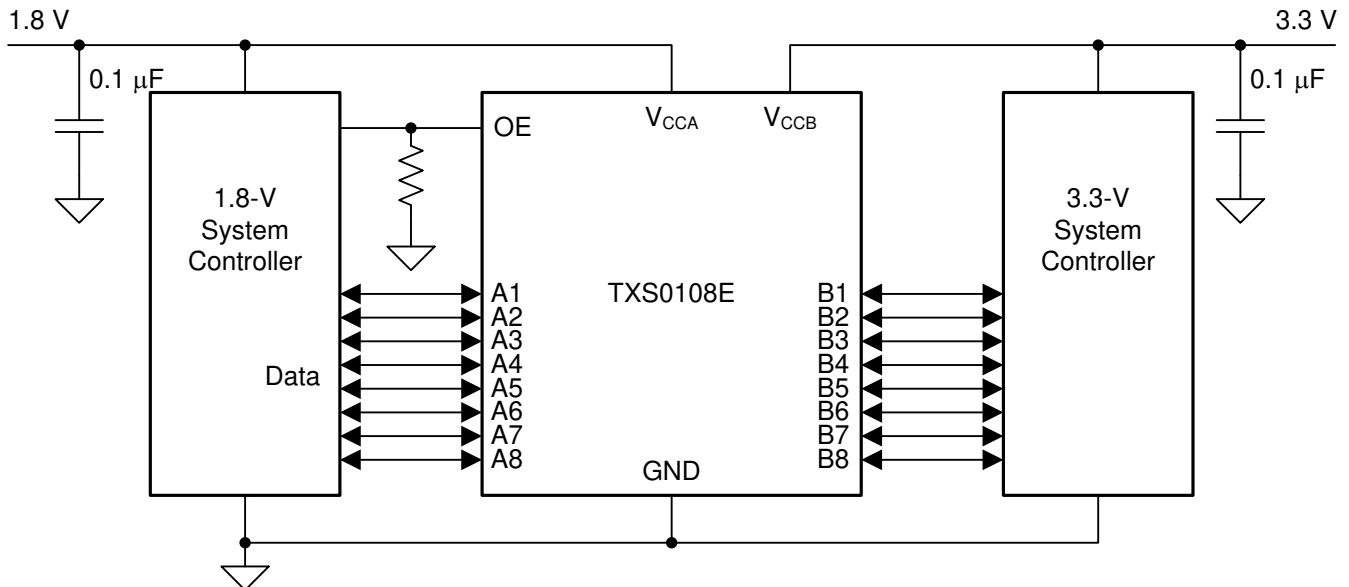 1.8 V
3.3 V
0.1 μF
0.1 μF
OE
V_CCA
V_CCB
1.8-V
System
Controller
3.3-V
System
Controller
TXS0108E
Data
A1
A2
A3
A4
A5
A6
A7
A8
B1
B2
B3
B4
B5
B6
B7
B8
GND